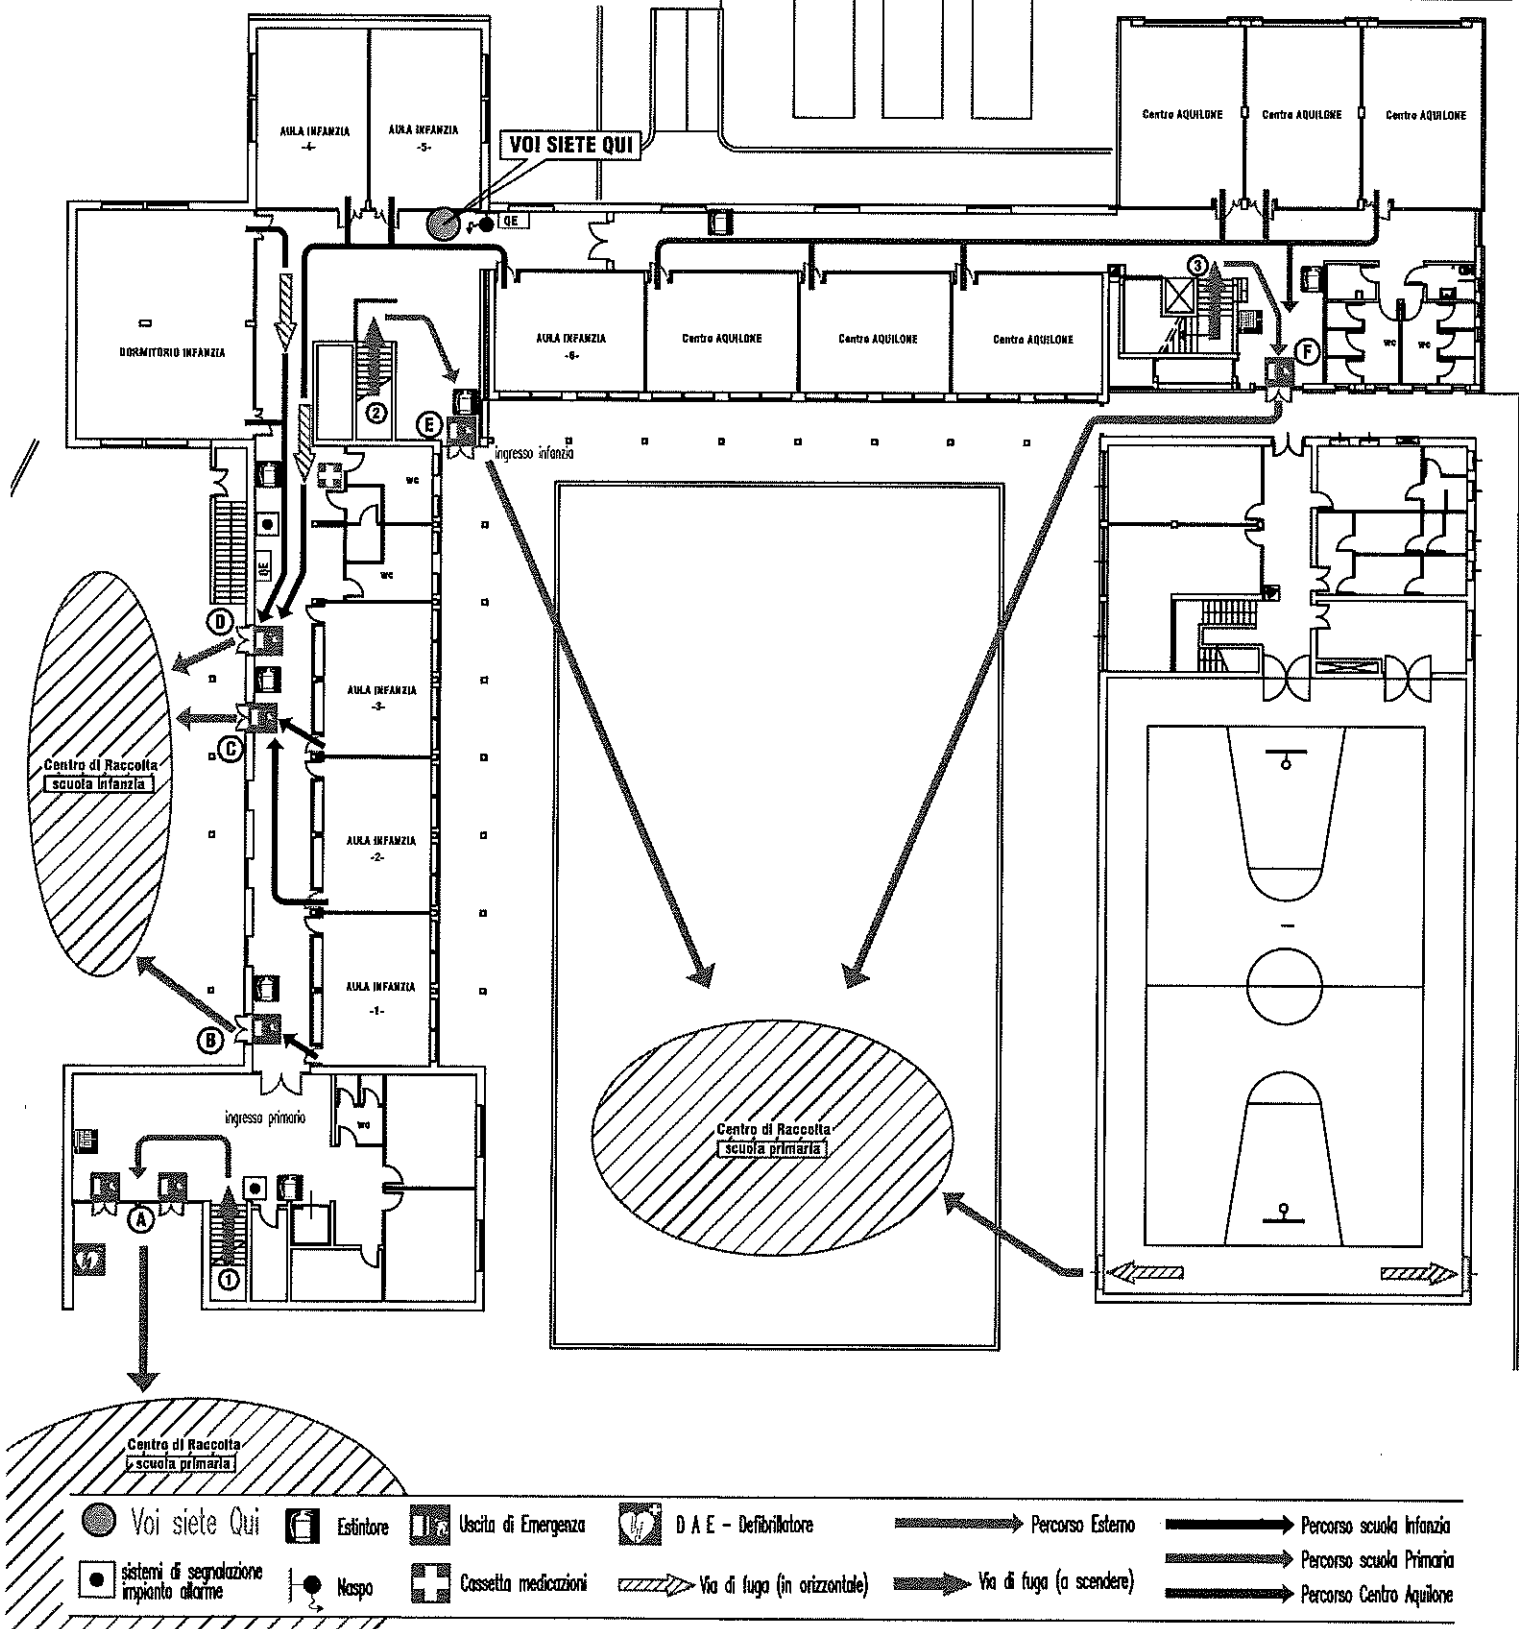 AULA INFANZIA
-4-
AULA INFANZIA
-5-
VOI SIETE QUI
QE
Centro AQUILONE
Centro AQUILONE
Centro AQUILONE
DORMITORIO INFANZIA
2
E
ingresso infanzia
AULA INFANZIA
-6-
Centro AQUILONE
Centro AQUILONE
Centro AQUILONE
3
F
wc
wc
wc
QE
wc
D
AULA INFANZIA
-3-
C
Centro di Raccolta
scuola infanzia
AULA INFANZIA
-2-
AULA INFANZIA
-1-
B
ingresso primaria
wc
A
1
Centro di Raccolta
scuola primaria
Centro di Raccolta
scuola primaria
Voi siete Qui
Estintore
Uscita di Emergenza
D A E - Defibrillatore
Percorso Esterno
Percorso scuola Infanzia
Percorso scuola Primaria
sistemi di segnalazione
impianto allarme
Naspo
Cassetta medicazioni
Via di fuga (in orizzontale)
Via di fuga (a scendere)
Percorso Centro Aquilone